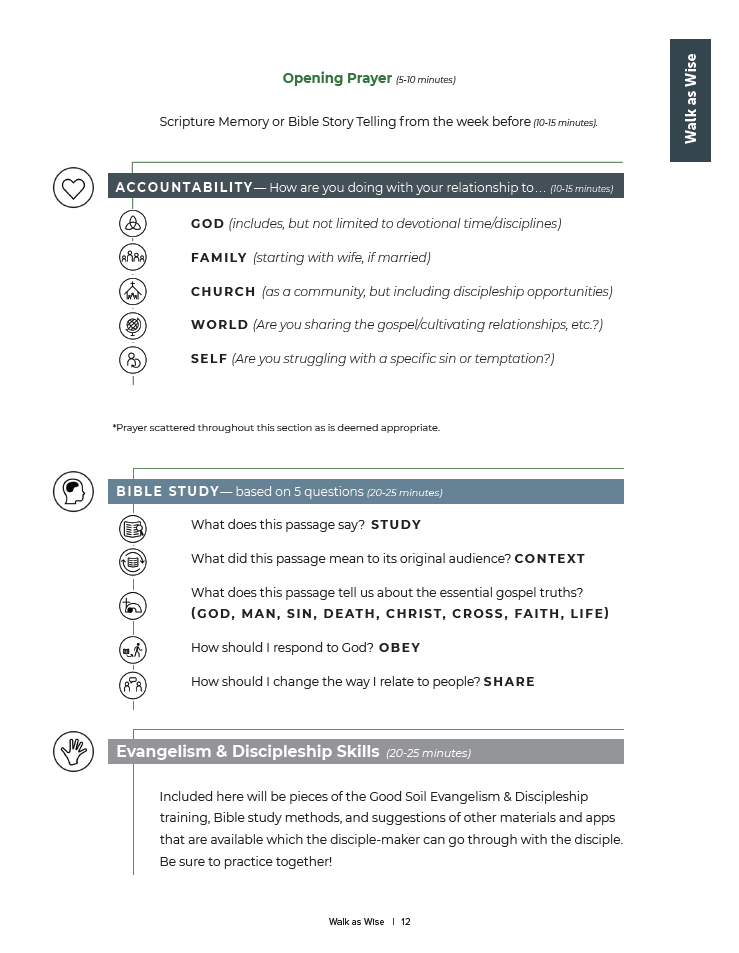 Walk as Wise
Opening Prayer (5-10 minutes)
Scripture Memory or Bible Story Telling from the week before (10-15 minutes).
ACCOUNTABILITY— How are you doing with your relationship to... (10-15 minutes)
GOD (includes, but not limited to devotional time/disciplines)
FAMILY (starting with wife, if married)
CHURCH (as a community, but including discipleship opportunities)
WORLD (Are you sharing the gospel/cultivating relationships, etc.?)
SELF (Are you struggling with a specific sin or temptation?)
*Prayer scattered throughout this section as is deemed appropriate.
BIBLE STUDY— based on 5 questions (20-25 minutes)
What does this passage say? STUDY
What did this passage mean to its original audience? CONTEXT
What does this passage tell us about the essential gospel truths?
(GOD, MAN, SIN, DEATH, CHRIST, CROSS, FAITH, LIFE)
How should I respond to God? OBEY
How should I change the way I relate to people? SHARE
Evangelism & Discipleship Skills (20-25 minutes)
Included here will be pieces of the Good Soil Evangelism & Discipleship
training, Bible study methods, and suggestions of other materials and apps
that are available which the disciple-maker can go through with the disciple.
Be sure to practice together!
Walk as Wise | 12